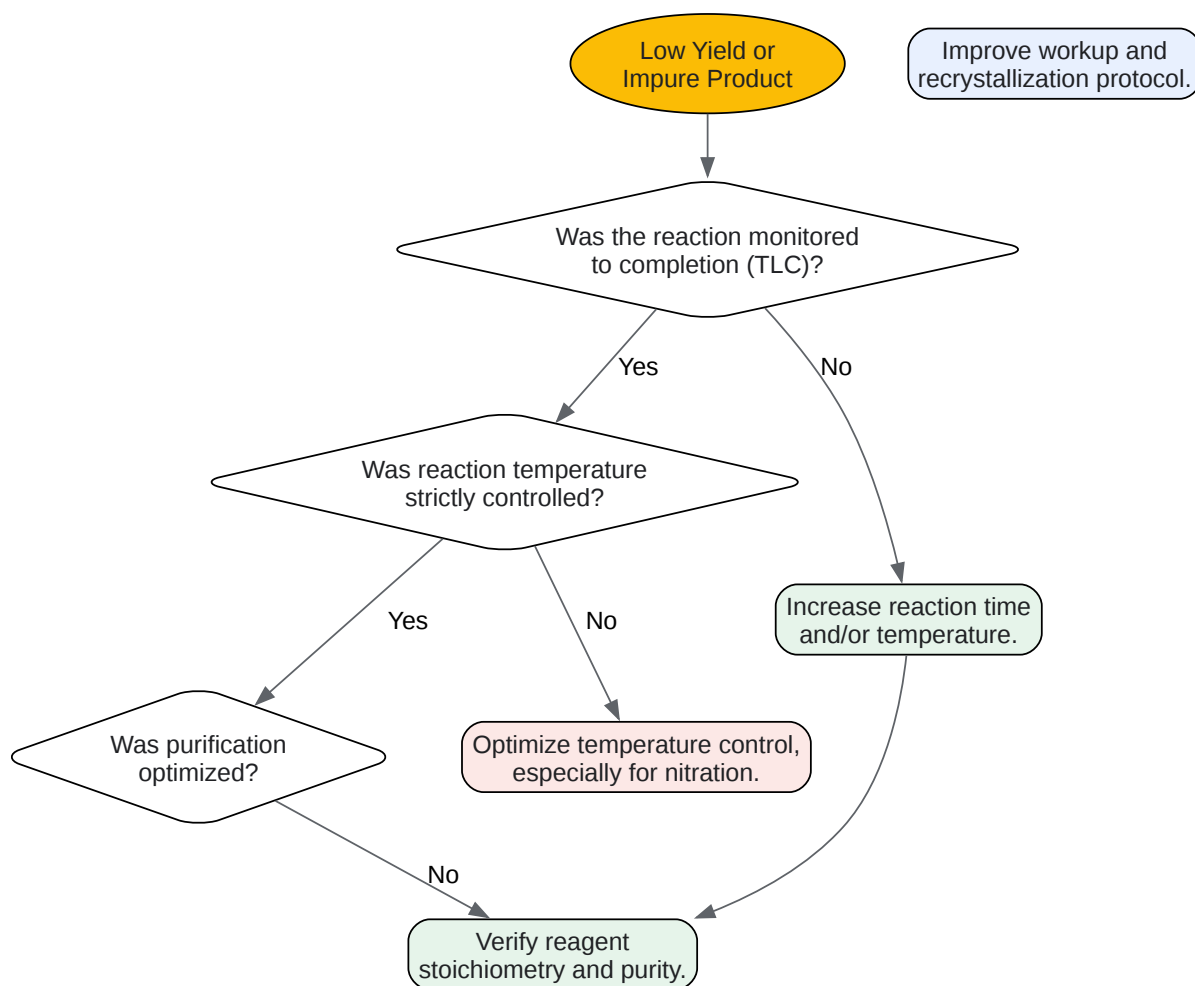 Low Yield or
Impure Product
Improve workup and
recrystallization protocol.
Was the reaction monitored
to completion (TLC)?
Yes
No
Was reaction temperature
strictly controlled?
Increase reaction time
and/or temperature.
Yes
No
Was purification
optimized?
Optimize temperature control,
especially for nitration.
No
Verify reagent
stoichiometry and purity.